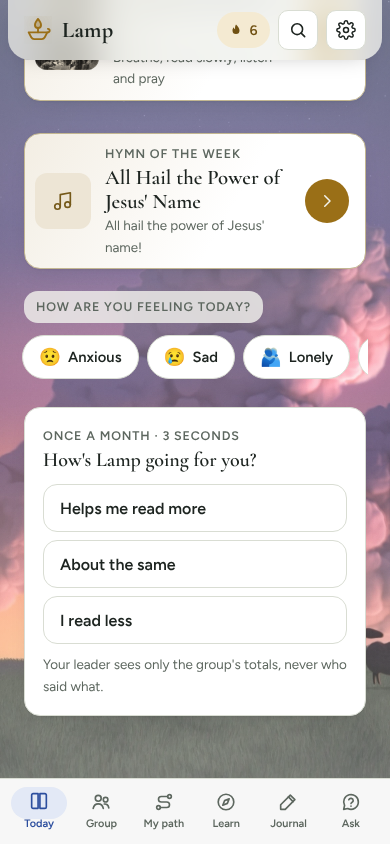 Lamp
6
Breathe, read slowly, listen
and pray
HYMN OF THE WEEK
All Hail the Power of
Jesus' Name
All hail the power of Jesus'
name!
HOW ARE YOU FEELING TODAY?
Anxious
Sad
Lonely
ONCE A MONTH · 3 SECONDS
How's Lamp going for you?
Helps me read more
About the same
I read less
Your leader sees only the group's totals, never who
said what.
Today
Group
My path
Learn
Journal
Ask